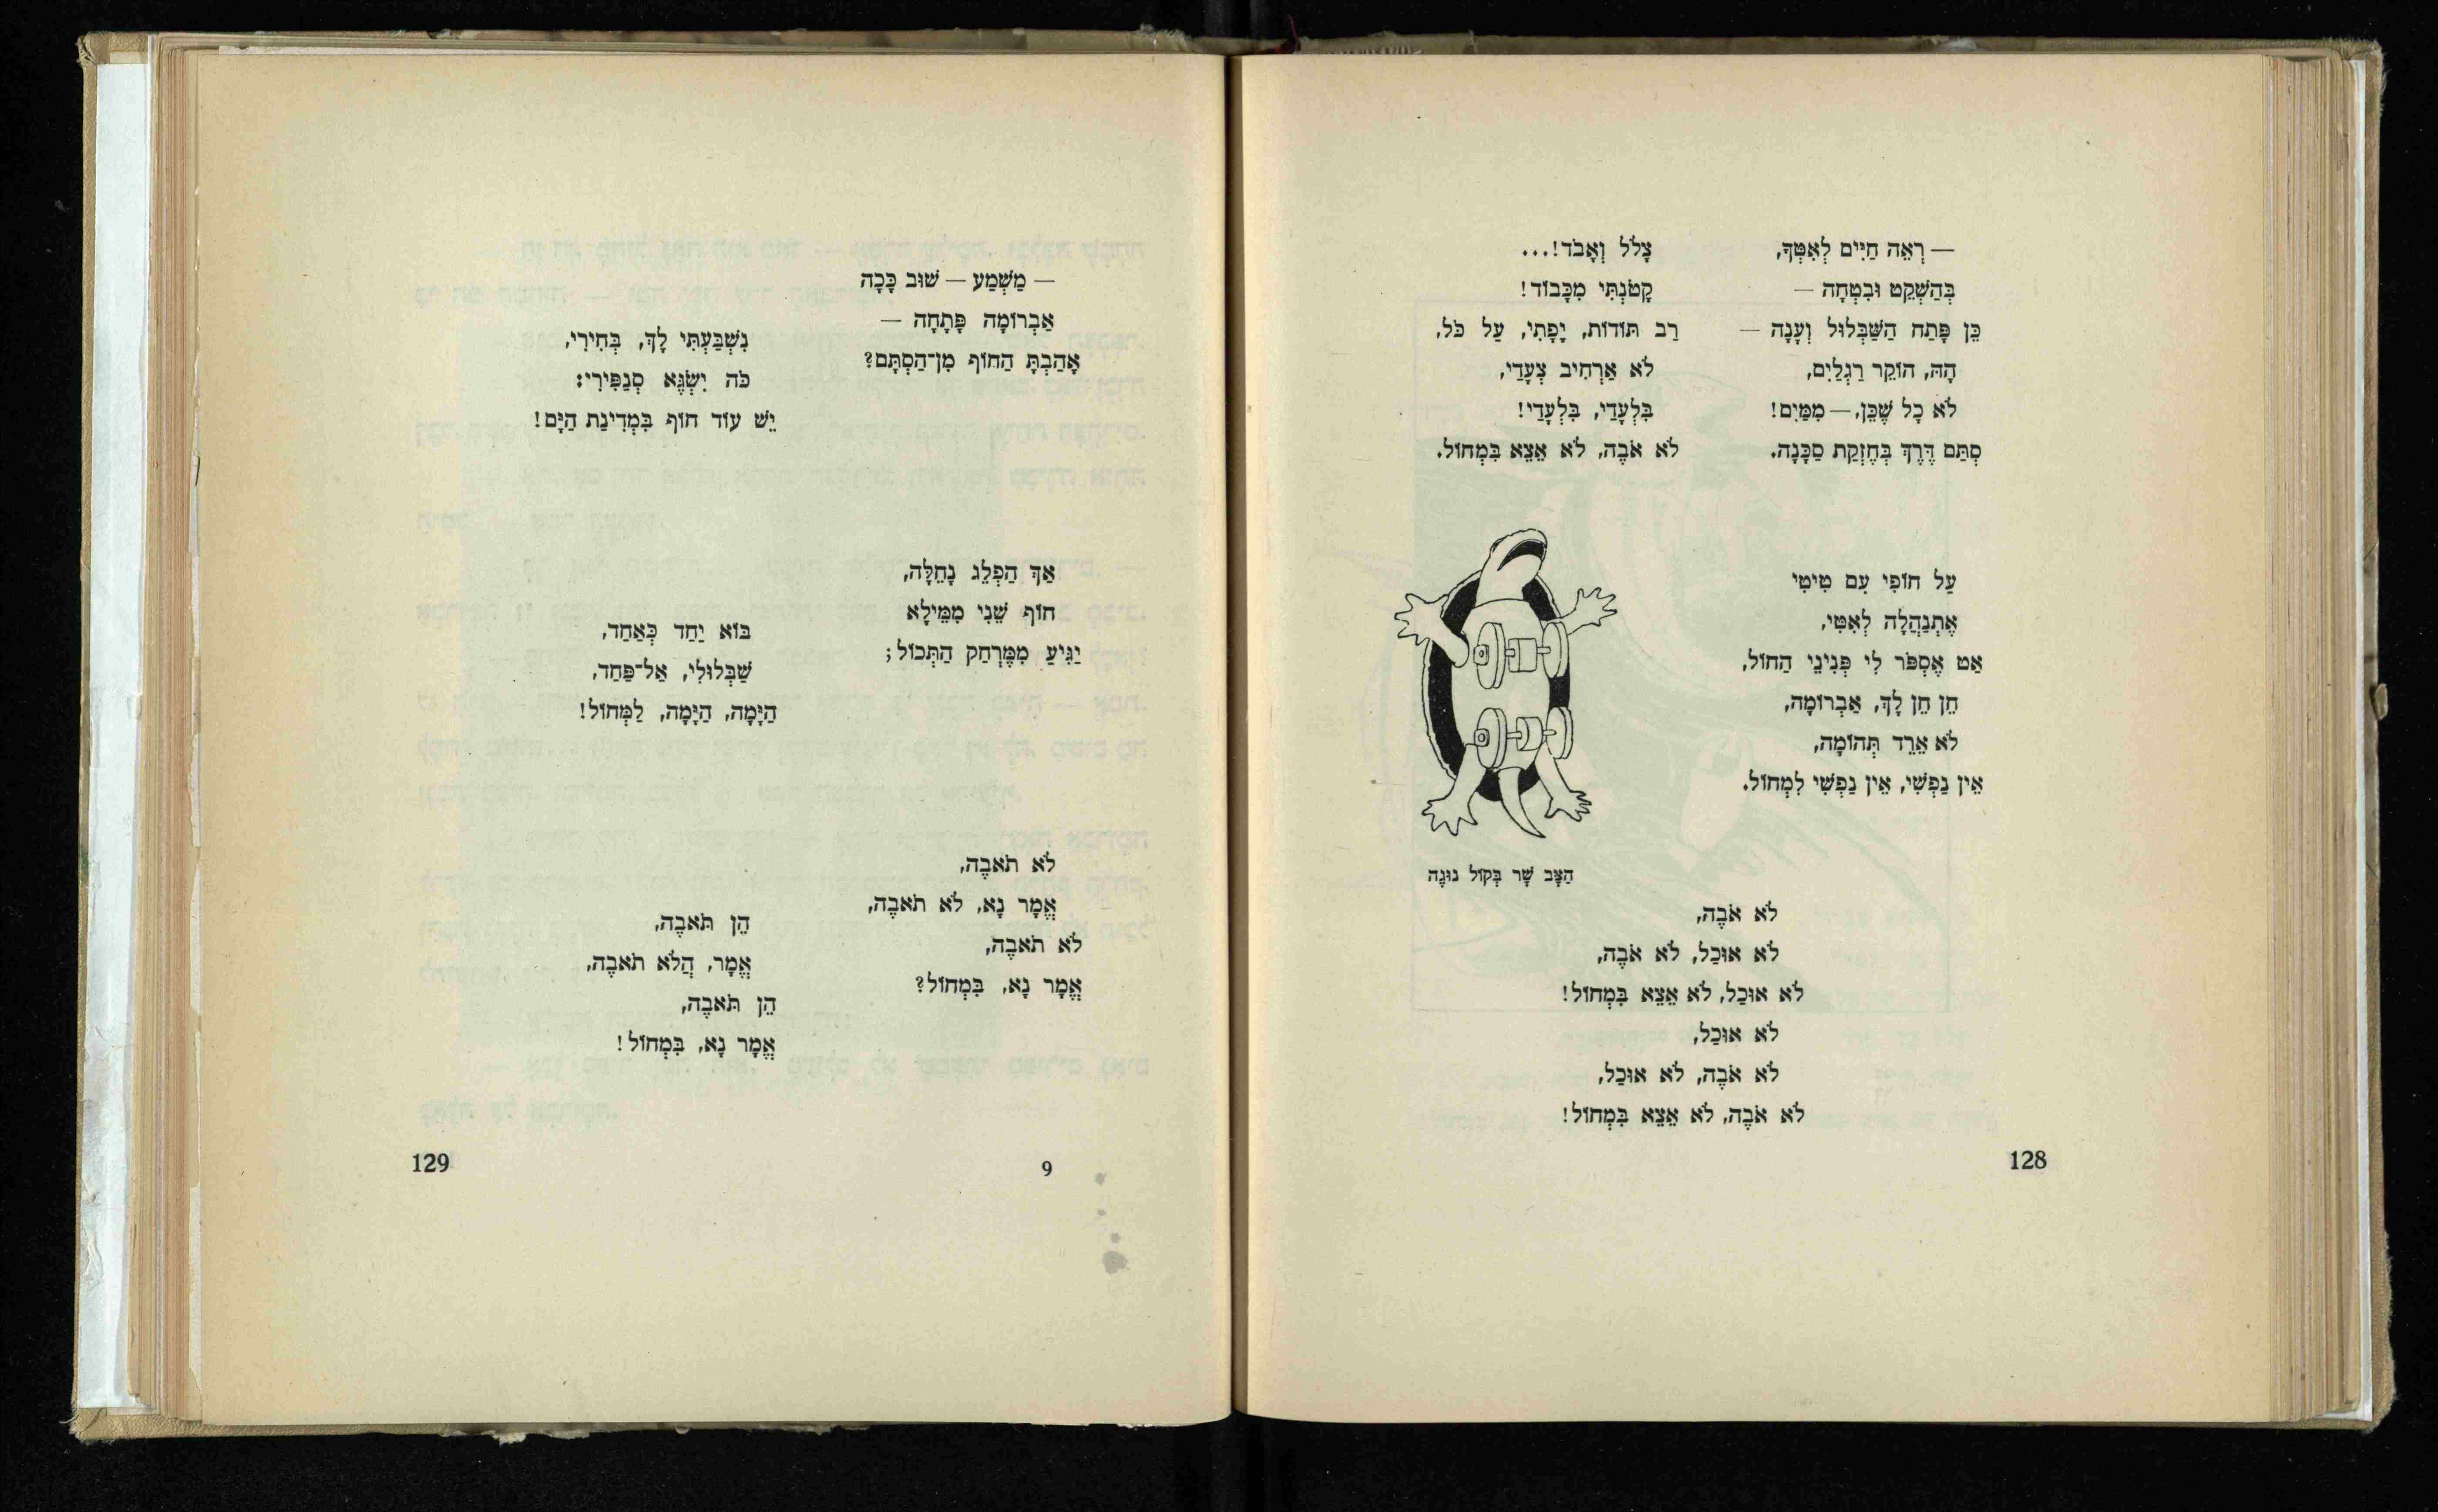 — רְאֵה חַיִּים לְאִטְּךָ,
בְּהַשְׁקֵט וּבִטְחָה —
כֵּן פָּתַח הַשַּׁבְּלוּל וְעָנָה —
הָהּ, הוֹקֵר רַגְלַיִם,
לֹא כָל שֶׁכֵּן, — מִמַּיִם!
סְתַּם דֶּרֶךְ בְּחֶזְקַת סַכָּנָה.
צָלֹל וְאָבֹד!...
קָטֹנְתִּי מִכָּבוֹד!
רַב תּוֹדוֹת, יָפָתִי, עַל כֹּל,
לֹא אַרְחִיב צְעָדַי,
בִּלְעָדַי, בִּלְעָדַי!
לֹא אֹבֶה, לֹא אֵצֵא בִּמְחוֹל.
עַל חוֹפִי עִם טִיטִי
אֶתְנַהֲלָה לְאִטִּי,
אַט אֶסְפֹּר לִי פְּנִינֵי הַחוֹל,
חֵן חֵן לָךְ, אַבְרוֹמָה,
לֹא אֵרֵד תְּהוֹמָה,
אֵין נַפְשִׁי, אֵין נַפְשִׁי לִמְחוֹל.
הַצָּב שָׁר בְּקוֹל נוּגֶה
לֹא אֹבֶה,
לֹא אוּכַל, לֹא אֹבֶה,
לֹא אוּכַל, לֹא אֵצֵא בִּמְחוֹל!
לֹא אוּכַל,
לֹא אֹבֶה, לֹא אוּכַל,
לֹא אֹבֶה, לֹא אֵצֵא בִּמְחוֹל!
128
— מַשְׁמַע — שׁוּב כָּכָה
אַבְרוֹמָה פָּתָחָה —
אָהַבְתָּ הַחוֹף מִן־הַסְתָּם?
נִשְׁבַּעְתִּי לָךְ, בְּחִירִי,
כֹּה יִשְׂגֶּא סְנַפִּירִי:
יֵשׁ עוֹד חוֹף בִּמְדִינַת הַיָּם!
אַךְ הַפְלֵג נָחֵלָּה,
חוֹף שֵׁנִי מִמֵּילָא
יַגִּיעַ מִמֶּרְחַק הַתְּכוֹל;
בּוֹא יַחַד כְּאַחַד,
שַׁבְּלוּלִי, אַל־פַּחַד,
הַיָּמָה, הַיָּמָה, לַמְּחוֹל!
לֹא תֹאבֶה,
אֱמָר נָא, לֹא תֹאבֶה,
לֹא תֹאבֶה,
אֱמָר נָא, בִּמְחוֹל?
הֵן תֹּאבֶה,
אֱמָר, הֲלֹא תֹאבֶה,
הֵן תֹּאבֶה,
אֱמָר נָא, בִּמְחוֹל!
9
129